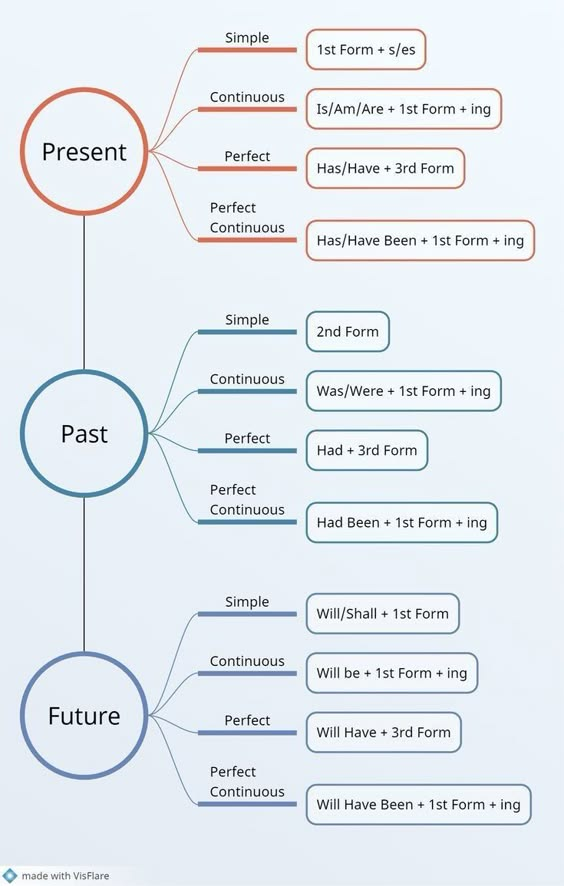 Present
Simple
1st Form + s/es
Continuous
Is/Am/Are + 1st Form + ing
Perfect
Has/Have + 3rd Form
Perfect
Continuous
Has/Have Been + 1st Form + ing
Past
Simple
2nd Form
Continuous
Was/Were + 1st Form + ing
Perfect
Had + 3rd Form
Perfect
Continuous
Had Been + 1st Form + ing
Future
Simple
Will/Shall + 1st Form
Continuous
Will be + 1st Form + ing
Perfect
Will Have + 3rd Form
Perfect
Continuous
Will Have Been + 1st Form + ing
made with VisFlare